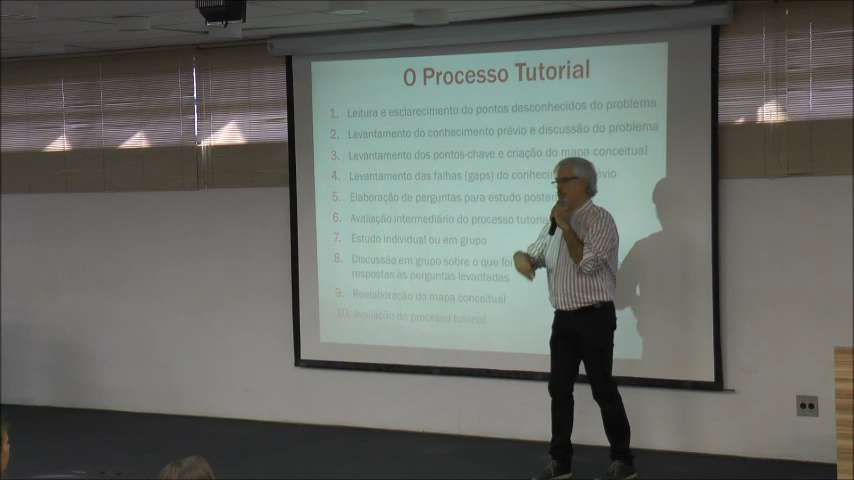 O Processo Tutorial
1. Leitura e esclarecimento do pontos desconhecidos do problema
2. Levantamento do conhecimento prévio e discussão do problema
3. Levantamento dos pontos-chave e criação do mapa conceitual
4. Levantamento das falhas (gaps) do
5. Elaboração de perguntas para estudo
6. Avaliação intermediário do processo
7. Estudo individual ou em grupo
8. Discussão em grupo sobre o que
respostas às perguntas levantadas
9. Reelaboração do mapa conceitual
10. Avaliação do processo tutorial